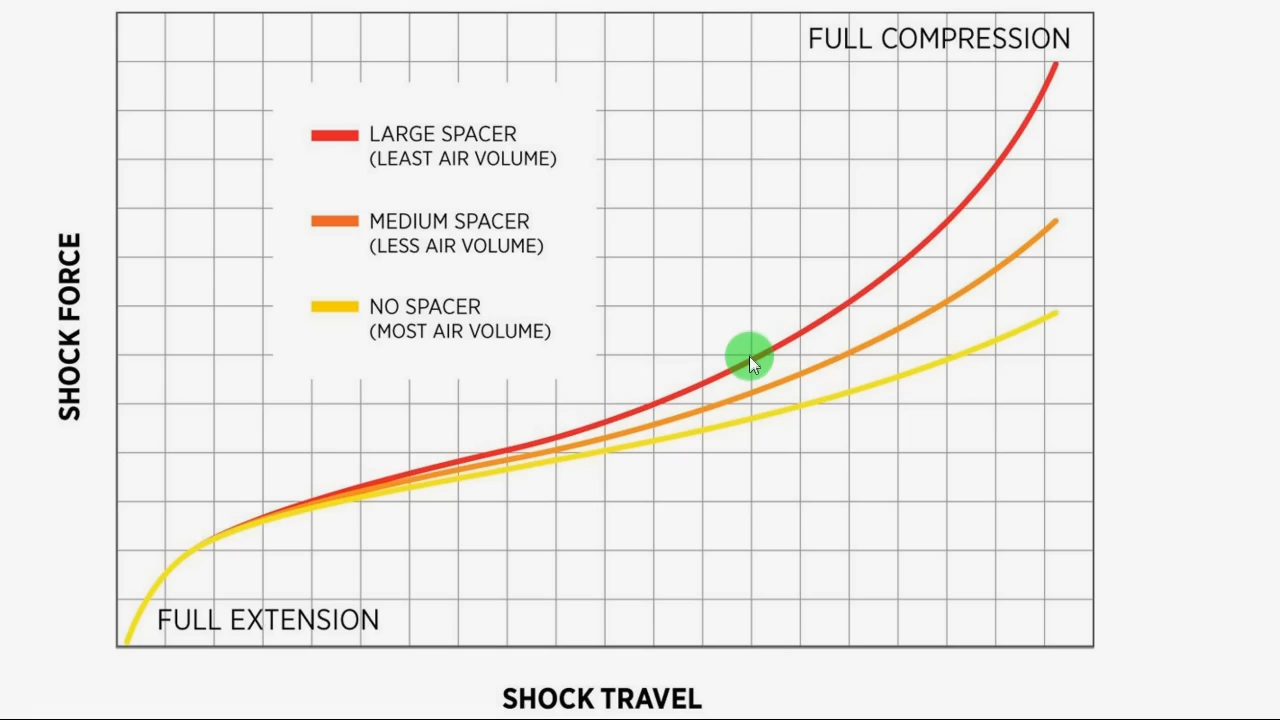 FULL COMPRESSION
LARGE SPACER
(LEAST AIR VOLUME)
MEDIUM SPACER
(LESS AIR VOLUME)
NO SPACER
(MOST AIR VOLUME)
SHOCK FORCE
FULL EXTENSION
SHOCK TRAVEL